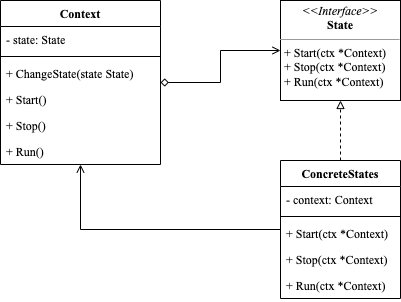 Context
- state: State
+ ChangeState(state State)
+ Start()
+ Stop()
+ Run()
<<Interface>>
State
+ Start(ctx *Context)
+ Stop(ctx *Context)
+ Run(ctx *Context)
ConcreteStates
- context: Context
+ Start(ctx *Context)
+ Stop(ctx *Context)
+ Run(ctx *Context)